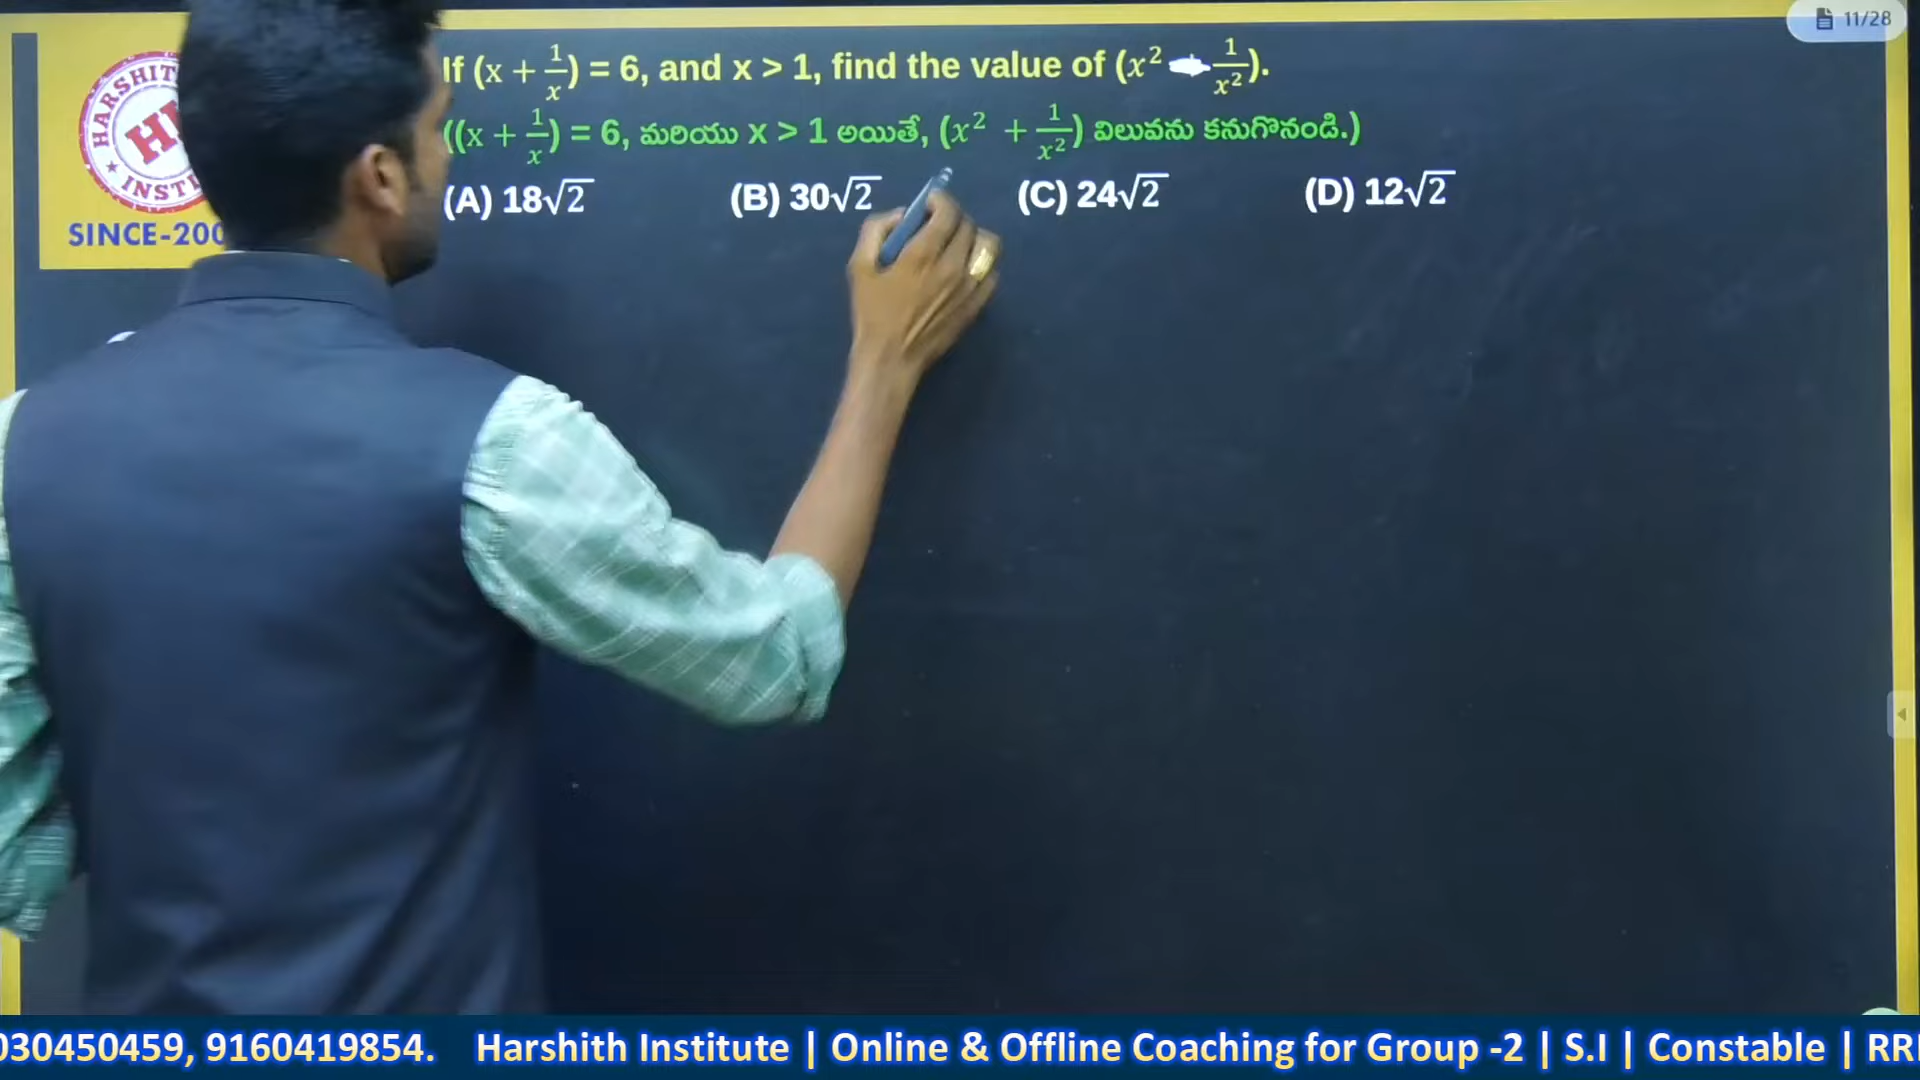 11/28
If (x + 1/x) = 6, and x > 1, find the value of (x² - 1/x²).
((x + 1/x) = 6, మరియు x > 1 అయితే, (x² + 1/x²) విలువను కనుగొనండి.)
(A) 18√2 (B) 30√2 (C) 24√2 (D) 12√2
HARSHIT
INSTI
SINCE-200
030450459, 9160419854. Harshith Institute | Online & Offline Coaching for Group -2 | S.I | Constable |